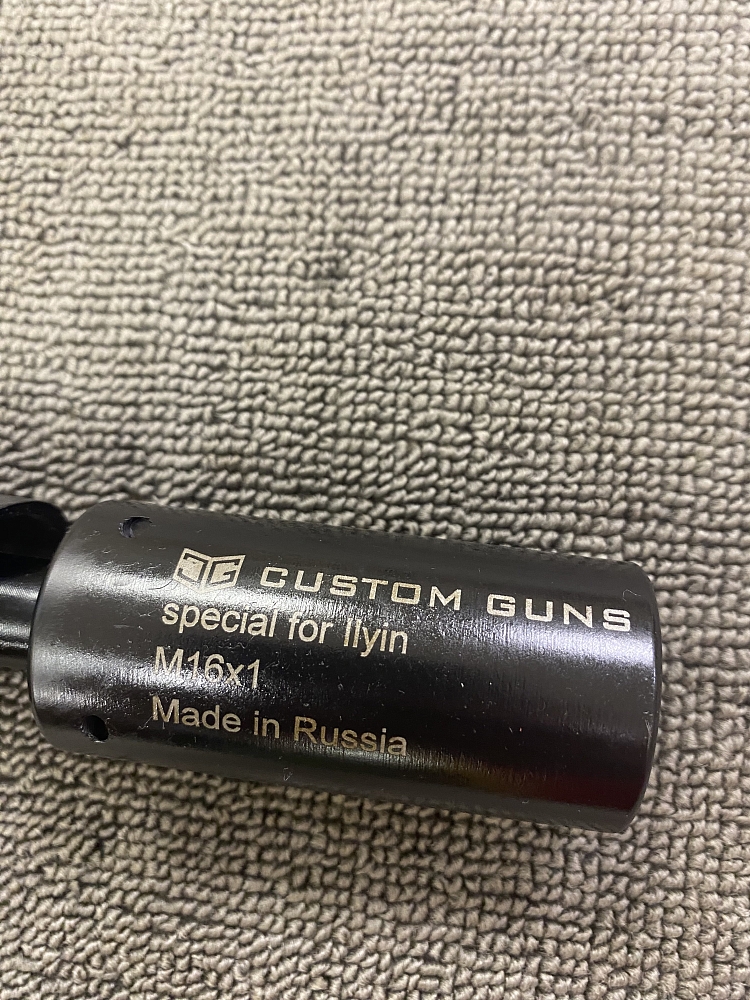 CUSTOM GUNS
special for Ilyin
M16x1
Made in Russia